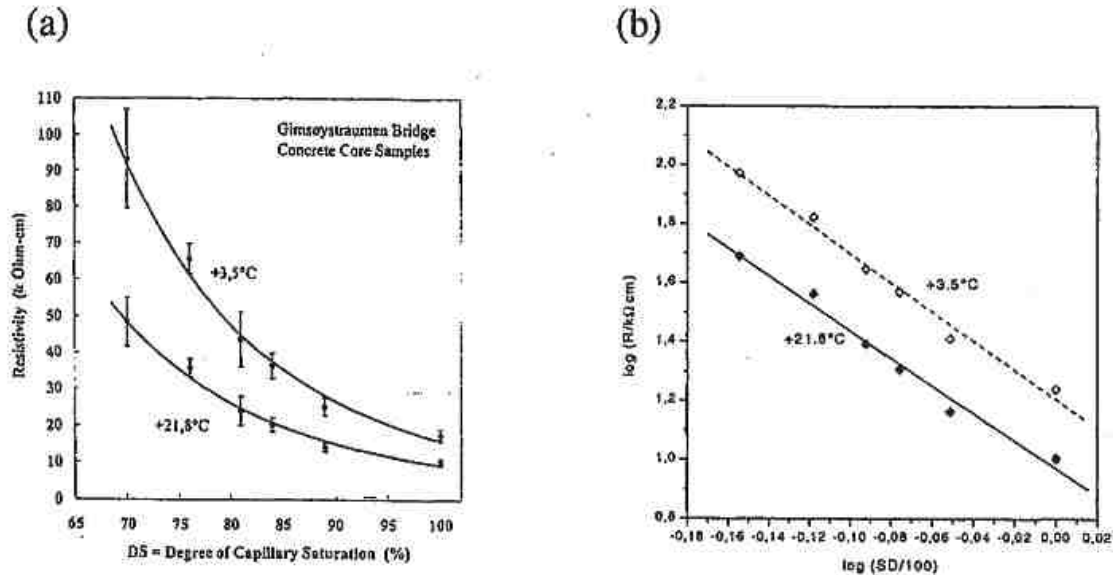 (a)
(b)
110
100
90
80
70
60
50
40
30
20
10
0
Resistivity (k Ohm-cm)
Gimsøystraumen Bridge
Concrete Core Samples
+3,5°C
+21,8°C
65 70 75 80 85 90 95 100
DS = Degree of Capillary Saturation (%)
2,2
2,0
1,8
1,6
1,4
1,2
1,0
0,8
log (R/kΩ cm)
+3.5°C
+21.8°C
-0,18 -0,16 -0,14 -0,12 -0,10 -0,08 -0,06 -0,04 -0,02 0,00 0,02
log (SD/100)